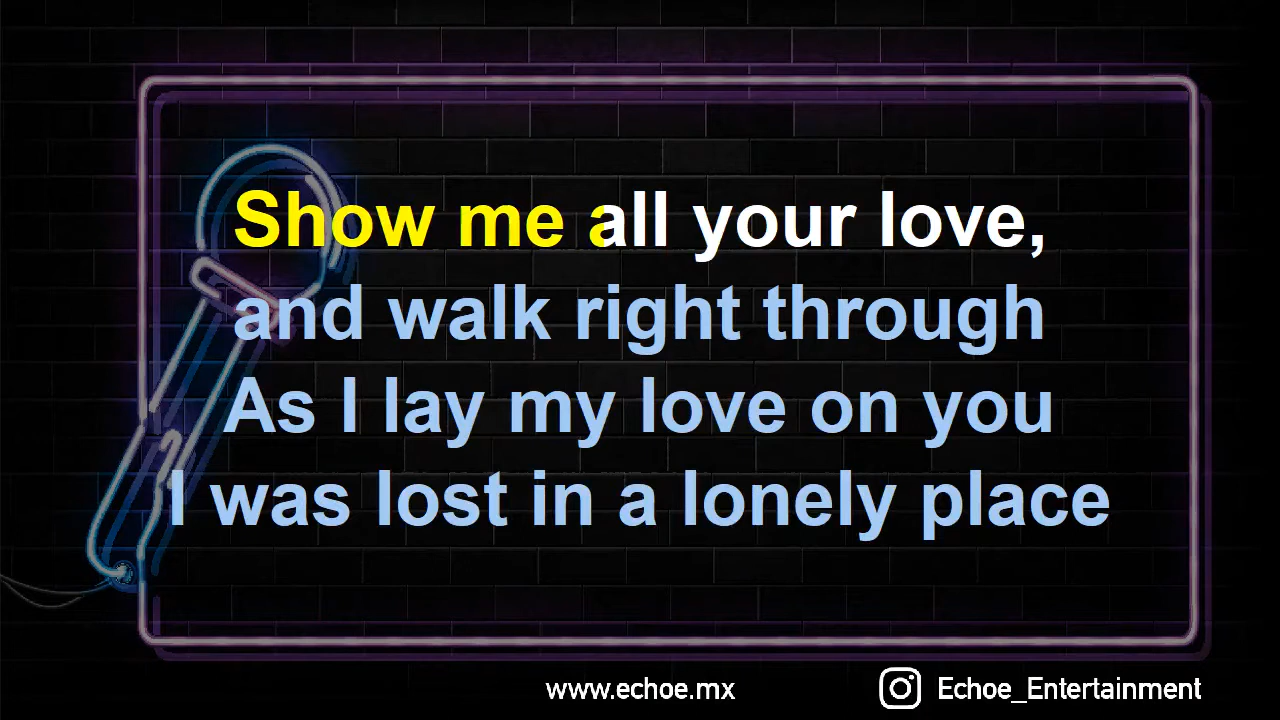 Show me all your love,
and walk right through
As I lay my love on you
I was lost in a lonely place
www.echoe.mx
Echoe_Entertainment